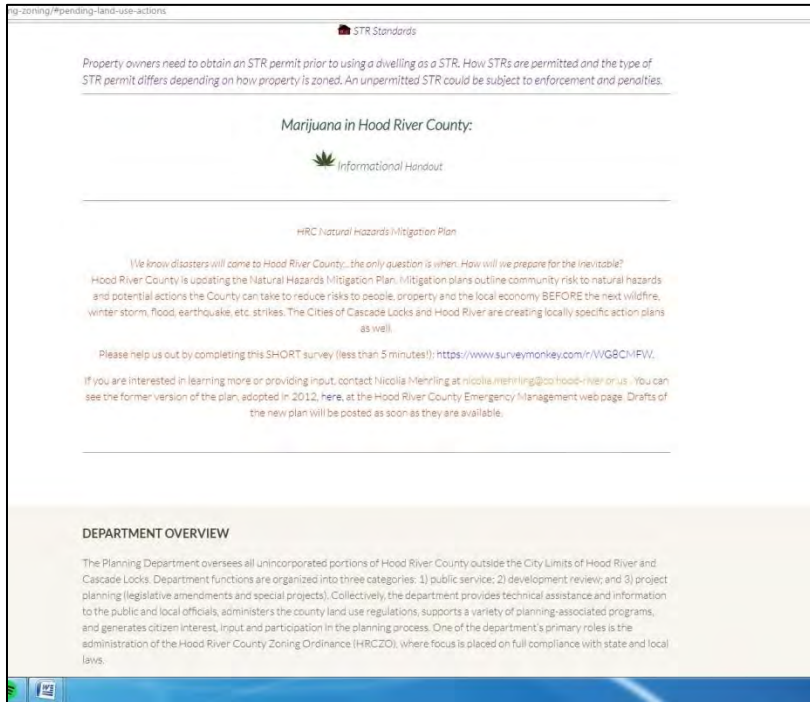 ng-zoning/#pending-land-use-actions
STR Standards
Property owners need to obtain an STR permit prior to using a dwelling as a STR. How STRs are permitted and the type of
STR permit differs depending on how property is zoned. An unpermitted STR could be subject to enforcement and penalties.
Marijuana in Hood River County:
Informational Handout
HRC Natural Hazards Mitigation Plan
We know disasters will come to Hood River County...the only question is when. How will we prepare for the inevitable?
Hood River County is updating the Natural Hazards Mitigation Plan. Mitigation plans outline community risk to natural hazards
and potential actions the County can take to reduce risks to people, property and the local economy BEFORE the next wildfire,
winter storm, flood, earthquake, etc. strikes. The Cities of Cascade Locks and Hood River are creating locally specific action plans
as well.
Please help us out by completing this SHORT survey (less than 5 minutes!): https://www.surveymonkey.com/r/WG8CMFW.
If you are interested in learning more or providing input, contact Nicolia Mehrling at nicolia.mehrling@co.hood-river.or.us . You can
see the former version of the plan, adopted in 2012, here, at the Hood River County Emergency Management web page. Drafts of
the new plan will be posted as soon as they are available.
DEPARTMENT OVERVIEW
The Planning Department oversees all unincorporated portions of Hood River County outside the City Limits of Hood River and
Cascade Locks. Department functions are organized into three categories: 1) public service; 2) development review; and 3) project
planning (legislative amendments and special projects). Collectively, the department provides technical assistance and information
to the public and local officials, administers the county land use regulations, supports a variety of planning-associated programs,
and generates citizen interest, input and participation in the planning process. One of the department's primary roles is the
administration of the Hood River County Zoning Ordinance (HRCZO), where focus is placed on full compliance with state and local
laws.